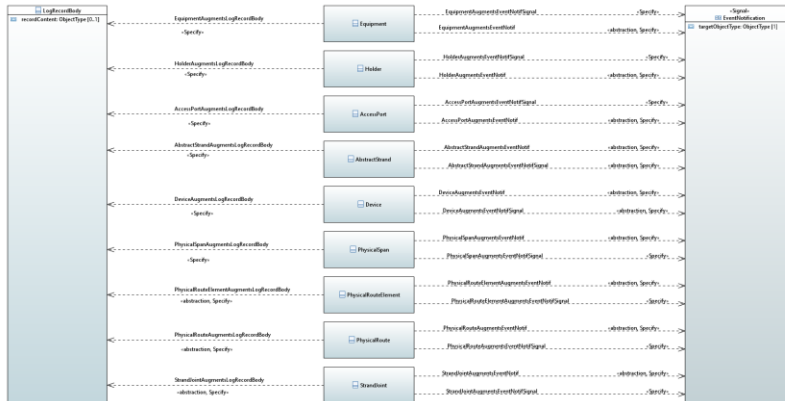 LogRecordBody
recordContent: ObjectType [0..1]
«Signal»
EventNotification
targetObjectType: ObjectType [1]
EquipmentAugmentsLogRecordBody
«Specify»
Equipment
EquipmentAugmentsEventNotifSignal
«Specify»
EquipmentAugmentsEventNotif
«abstraction, Specify»
HolderAugmentsLogRecordBody
«Specify»
Holder
HolderAugmentsEventNotifSignal
«Specify»
HolderAugmentsEventNotif
«abstraction, Specify»
AccessPortAugmentsLogRecordBody
«Specify»
AccessPort
AccessPortAugmentsEventNotifSignal
«Specify»
AccessPortAugmentsEventNotif
«abstraction, Specify»
AbstractStrandAugmentsLogRecordBody
«Specify»
AbstractStrand
AbstractStrandAugmentsEventNotif
«abstraction, Specify»
AbstractStrandAugmentsEventNotifSignal
«abstraction, Specify»
DeviceAugmentsLogRecordBody
«Specify»
Device
DeviceAugmentsEventNotif
«abstraction, Specify»
DeviceAugmentsEventNotifSignal
«abstraction, Specify»
PhysicalSpanAugmentsLogRecordBody
«Specify»
PhysicalSpan
PhysicalSpanAugmentsEventNotif
«abstraction, Specify»
PhysicalSpanAugmentsEventNotifSignal
«Specify»
PhysicalRouteElementAugmentsLogRecordBody
«abstraction, Specify»
PhysicalRouteElement
PhysicalRouteElementAugmentsEventNotif
«abstraction, Specify»
PhysicalRouteElementAugmentsEventNotifSignal
«Specify»
PhysicalRouteAugmentsLogRecordBody
«abstraction, Specify»
PhysicalRoute
PhysicalRouteAugmentsEventNotif
«abstraction, Specify»
PhysicalRouteAugmentsEventNotifSignal
«Specify»
StrandJointAugmentsLogRecordBody
«abstraction, Specify»
StrandJoint
StrandJointAugmentsEventNotif
«abstraction, Specify»
StrandJointAugmentsEventNotifSignal
«Specify»